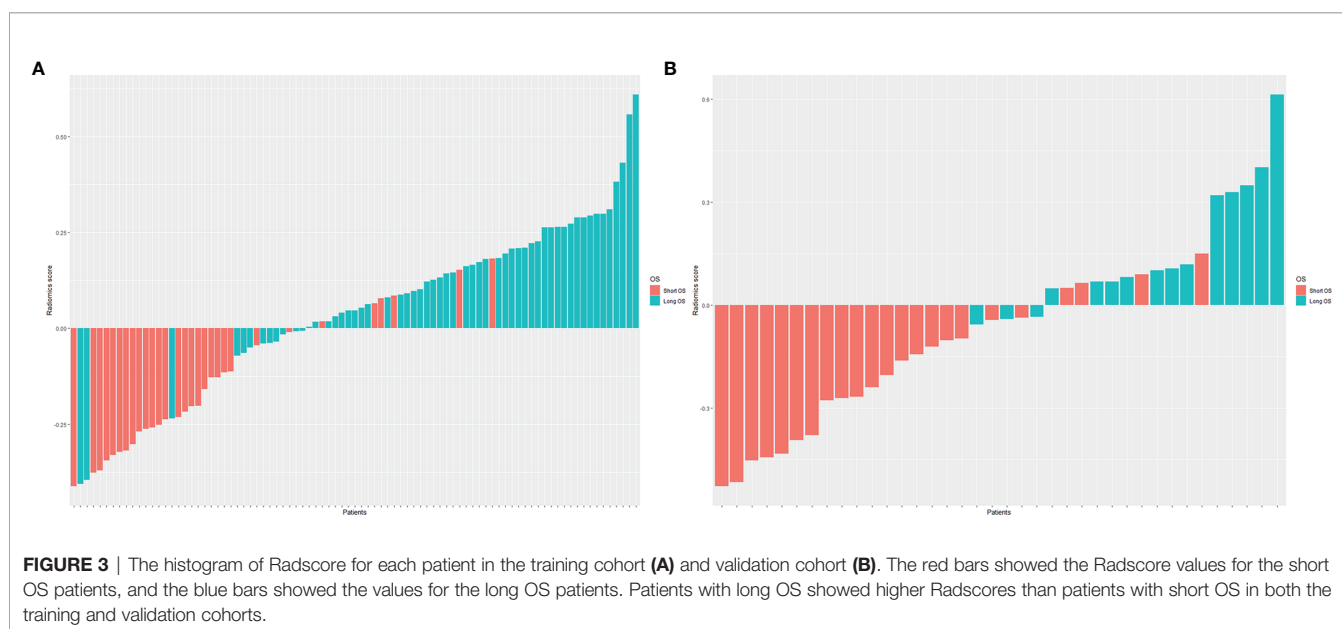 A
B
0.50
0.25
0.00
-0.25
Radiomics score
Patients
OS
Short OS
Long OS
0.6
0.3
0.0
-0.3
Radiomics score
Patients
OS
Short OS
Long OS
FIGURE 3 | The histogram of Radscore for each patient in the training cohort (A) and validation cohort (B). The red bars showed the Radscore values for the short
OS patients, and the blue bars showed the values for the long OS patients. Patients with long OS showed higher Radscores than patients with short OS in both the
training and validation cohorts.